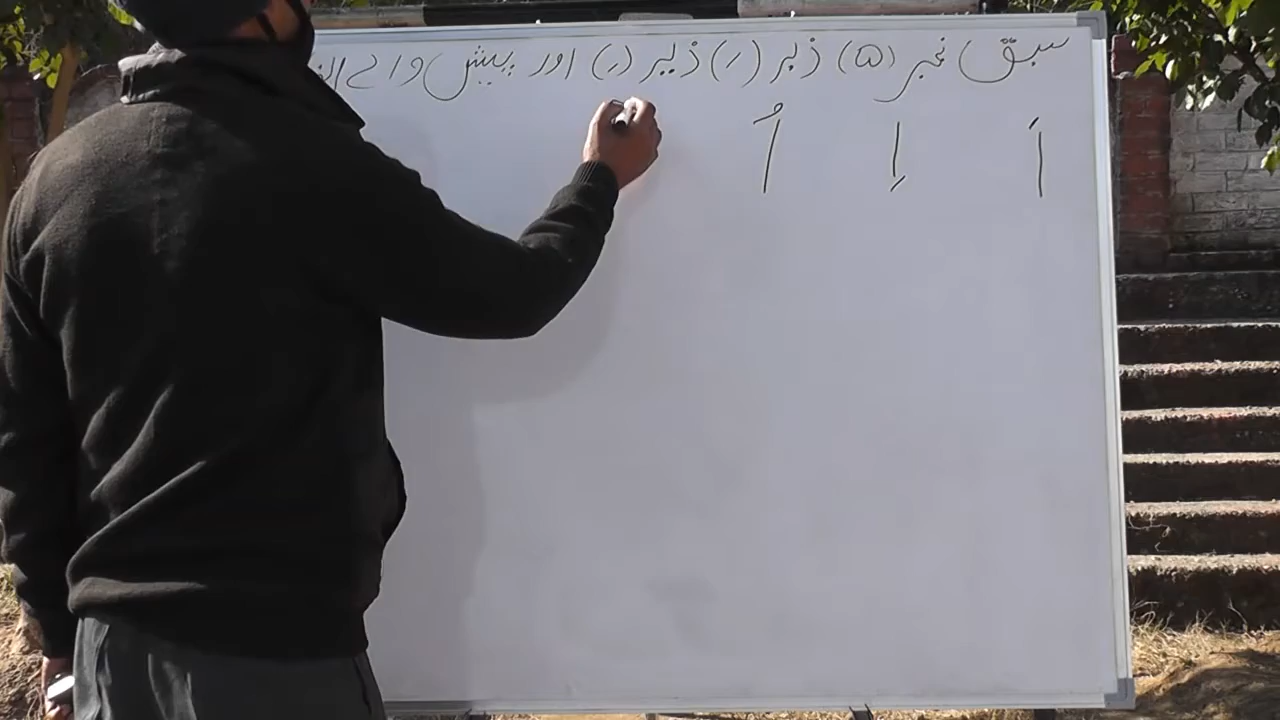 سبق نمبر (۵) زبر (َ) زیر (ِ) اور پیش والے
اَ اِ اُ